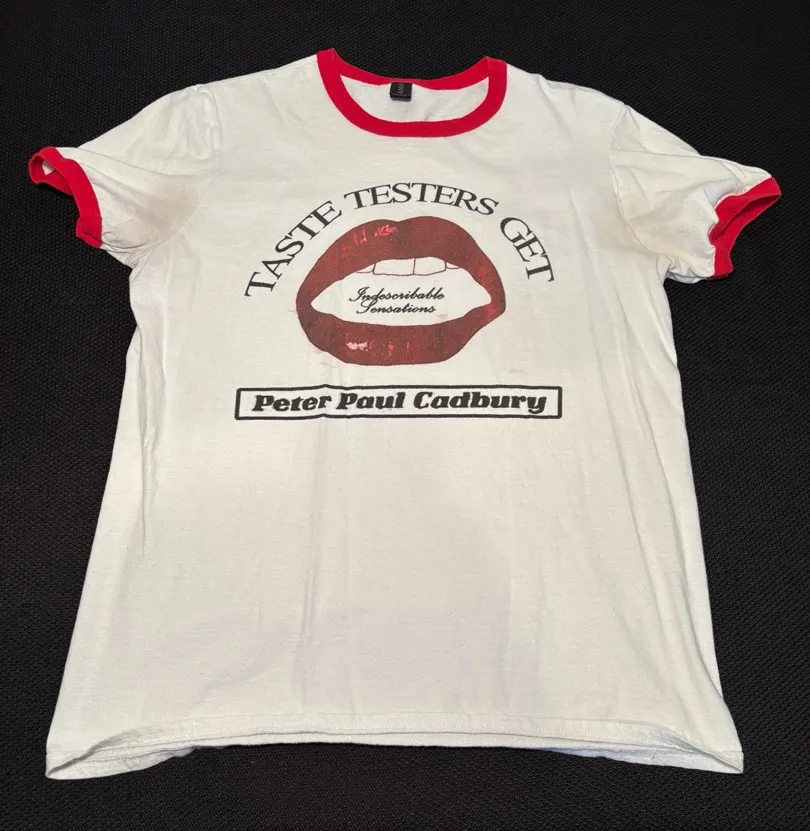 TASTE TESTERS GET
Indescribable
Sensations
Peter Paul Cadbury